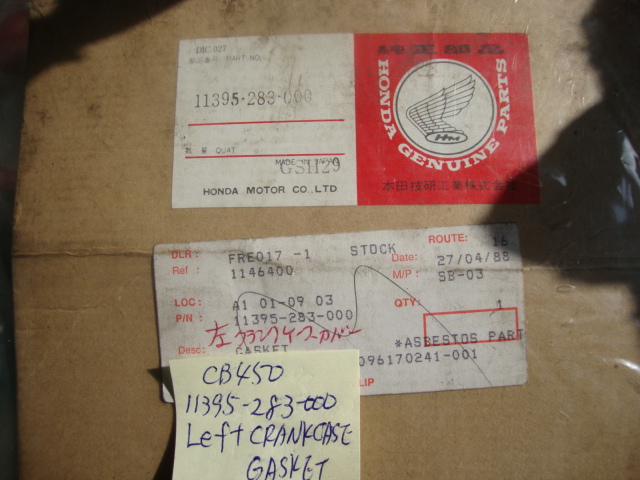 DIC 027
部品番号 PART NO.
11395-283-000
数量 QUAT
MADE IN JAPAN
GSH29
HONDA MOTOR CO.,LTD
純正部品
HONDA GENUINE PARTS
HM
本田技研工業株式会社
DLR: FRE017 -1 STOCK ROUTE: 16
Ref: 1146400 Date: 27/04/88
M/P: SB-03
LOC: A1 01-09 03 QTY: 1
P/N: 11395-283-000
左クランクケースカバー
*ASBESTOS PART
Desc: GASKET
096170241-001
LIP
CB450
11395-283-000
Left CRANKCASE
GASKET